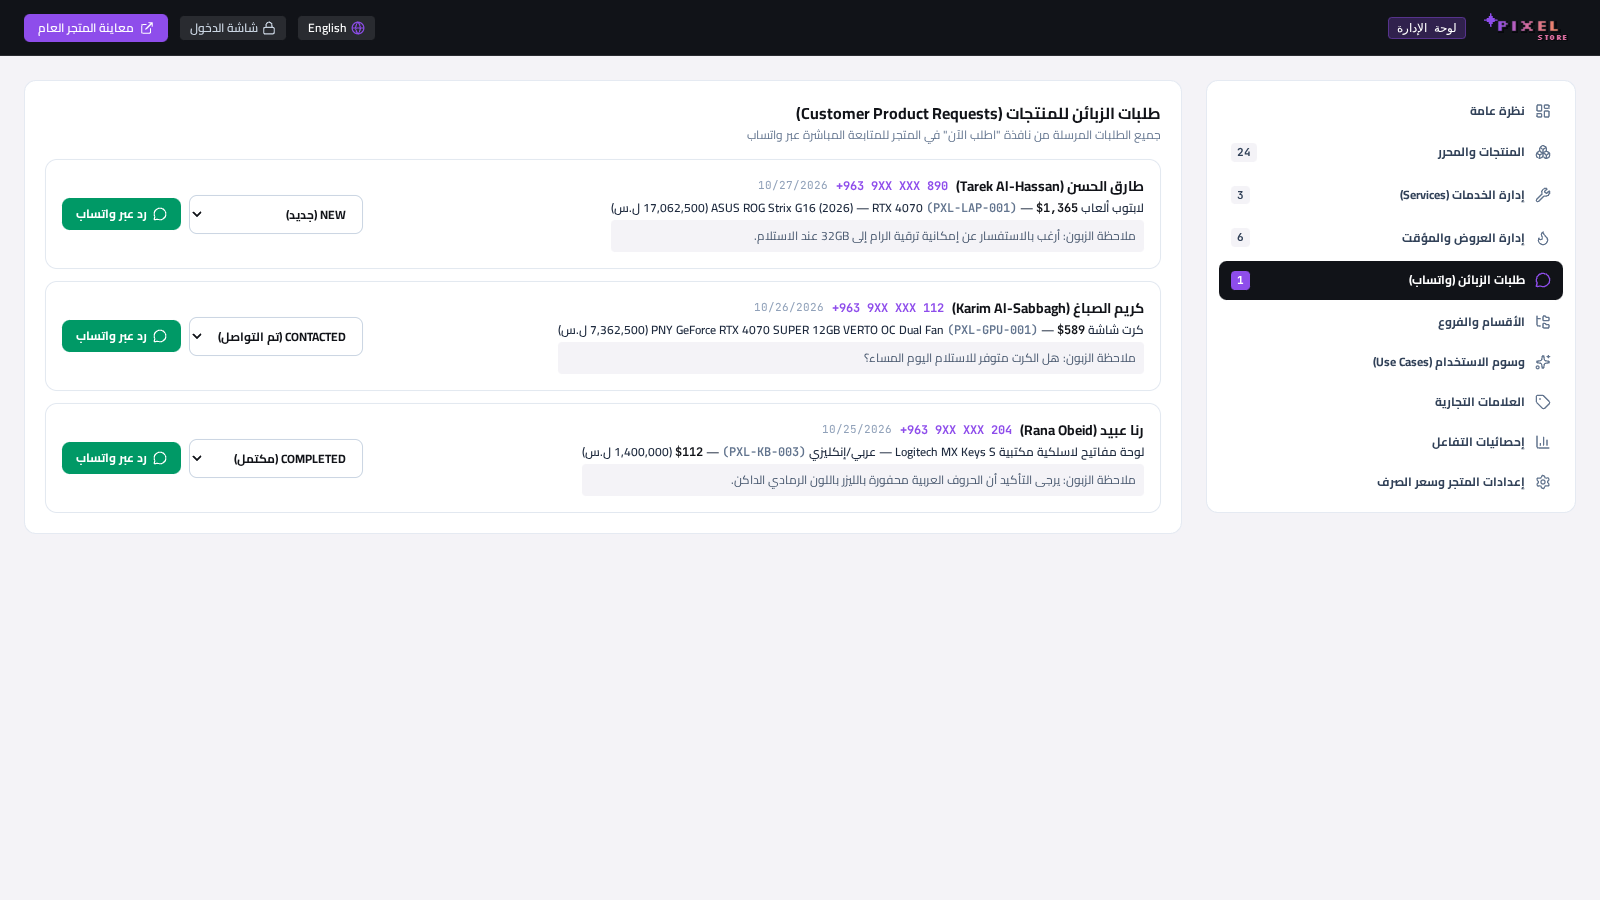 PIXEL
STORE
لوحة الإدارة
English
شاشة الدخول
معاينة المتجر العام
نظرة عامة
المنتجات والمحرر 24
إدارة الخدمات (Services) 3
إدارة العروض والمؤقت 6
طلبات الزبائن (واتساب) 1
الأقسام والفروع
وسوم الاستخدام (Use Cases)
العلامات التجارية
إحصائيات التفاعل
إعدادات المتجر وسعر الصرف
طلبات الزبائن للمنتجات (Customer Product Requests)
جميع الطلبات المرسلة من نافذة "اطلب الآن" في المتجر للمتابعة المباشرة عبر واتساب
طارق الحسن (Tarek Al-Hassan) +963 9XX XXX 890 10/27/2026
لابتوب ألعاب ASUS ROG Strix G16 (2026) — RTX 4070 (PXL-LAP-001) — $1,365 (17,062,500 ل.س)
ملاحظة الزبون: أرغب بالاستفسار عن إمكانية ترقية الرام إلى 32GB عند الاستلام.
NEW (جديد)
رد عبر واتساب
كريم الصباغ (Karim Al-Sabbagh) +963 9XX XXX 112 10/26/2026
كرت شاشة PNY GeForce RTX 4070 SUPER 12GB VERTO OC Dual Fan (PXL-GPU-001) — $589 (7,362,500 ل.س)
ملاحظة الزبون: هل الكرت متوفر للاستلام اليوم المساء؟
CONTACTED (تم التواصل)
رد عبر واتساب
رنا عبيد (Rana Obeid) +963 9XX XXX 204 10/25/2026
لوحة مفاتيح لاسلكية مكتبية Logitech MX Keys S — عربي/إنكليزي (PXL-KB-003) — $112 (1,400,000 ل.س)
ملاحظة الزبون: يرجى التأكيد أن الحروف العربية محفورة بالليزر باللون الرمادي الداكن.
COMPLETED (مكتمل)
رد عبر واتساب